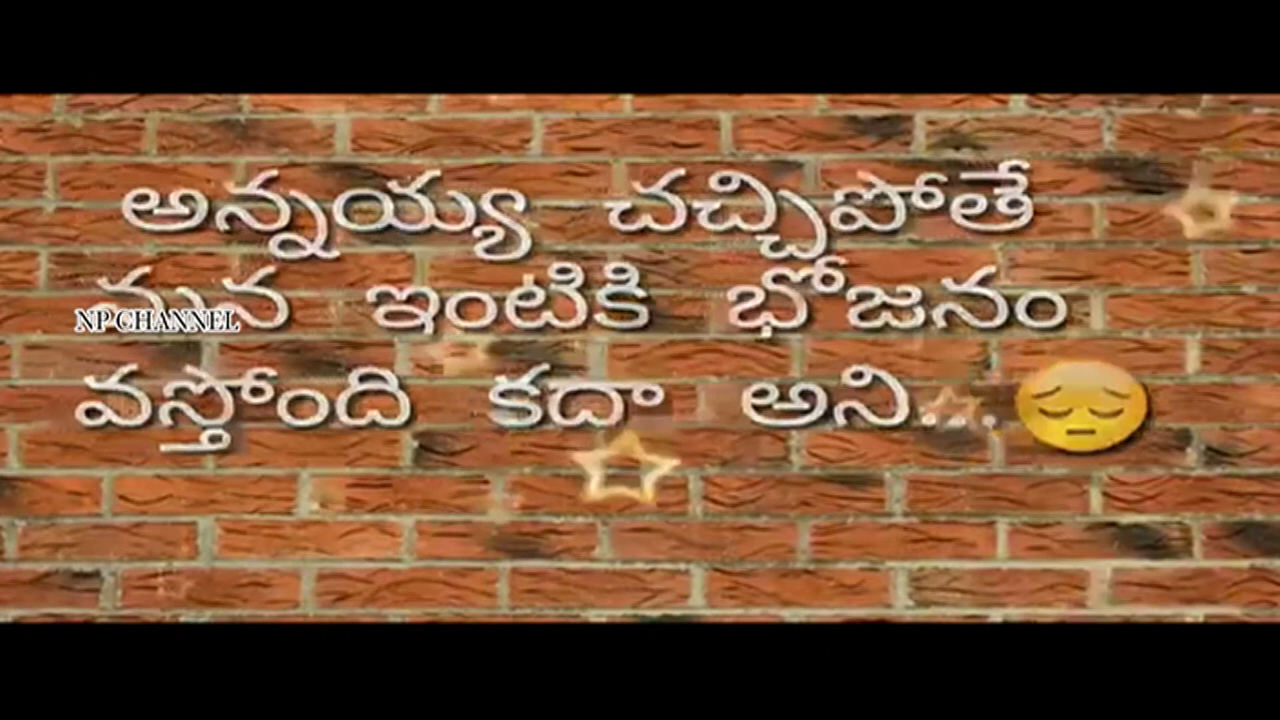 అన్నయ్య చచ్చిపోతే
మన ఇంటికి భోజనం
NP CHANNEL
వస్తోంది కదా అని...